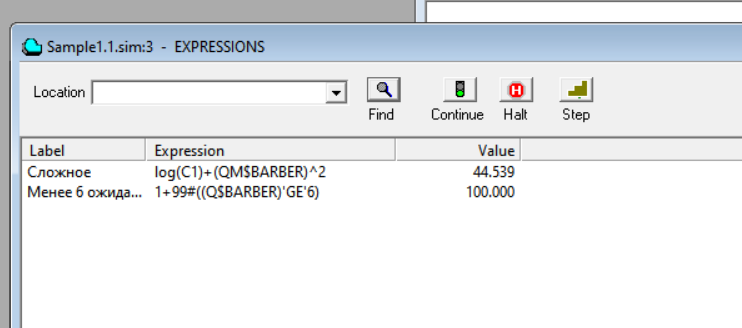 Sample1.1.sim:3 - EXPRESSIONS
Location
Find Continue Halt Step
Label Expression Value
Сложное log(C1)+(QM$BARBER)^2 44.539
Менее 6 ожида... 1+99#((Q$BARBER)'GE'6) 100.000